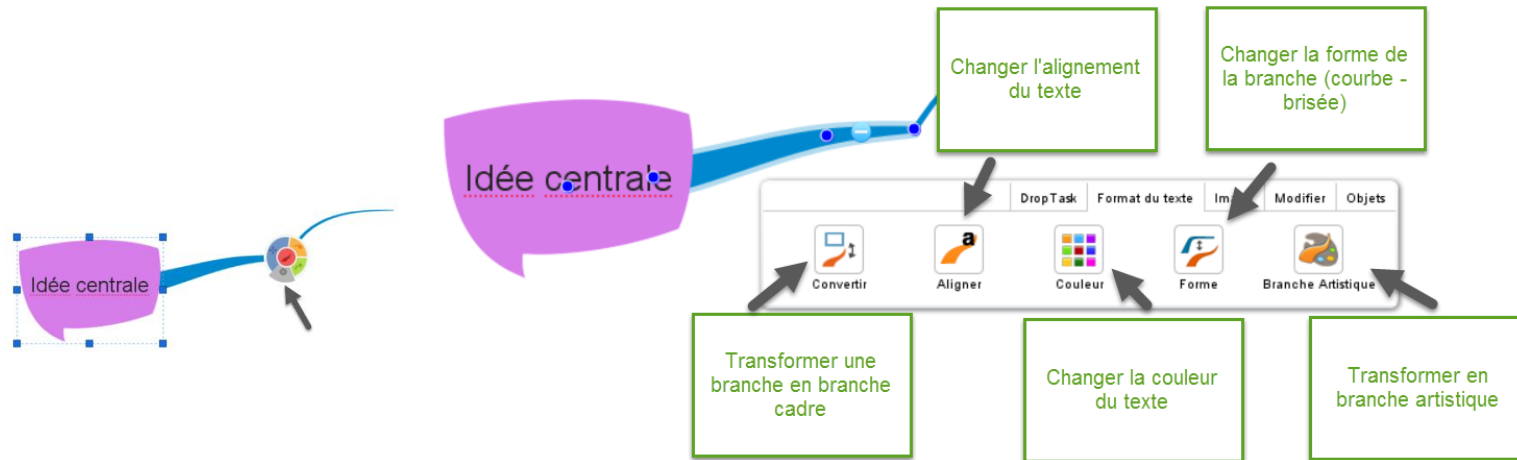 Idée centrale
Idée centrale
Changer l'alignement
du texte
Changer la forme de
la branche (courbe -
brisée)
DropTask Format du texte Modifier Objets
Convertir Aligner Couleur Forme Branche Artistique
Transformer une
branche en branche
cadre
Changer la couleur
du texte
Transformer en
branche artistique